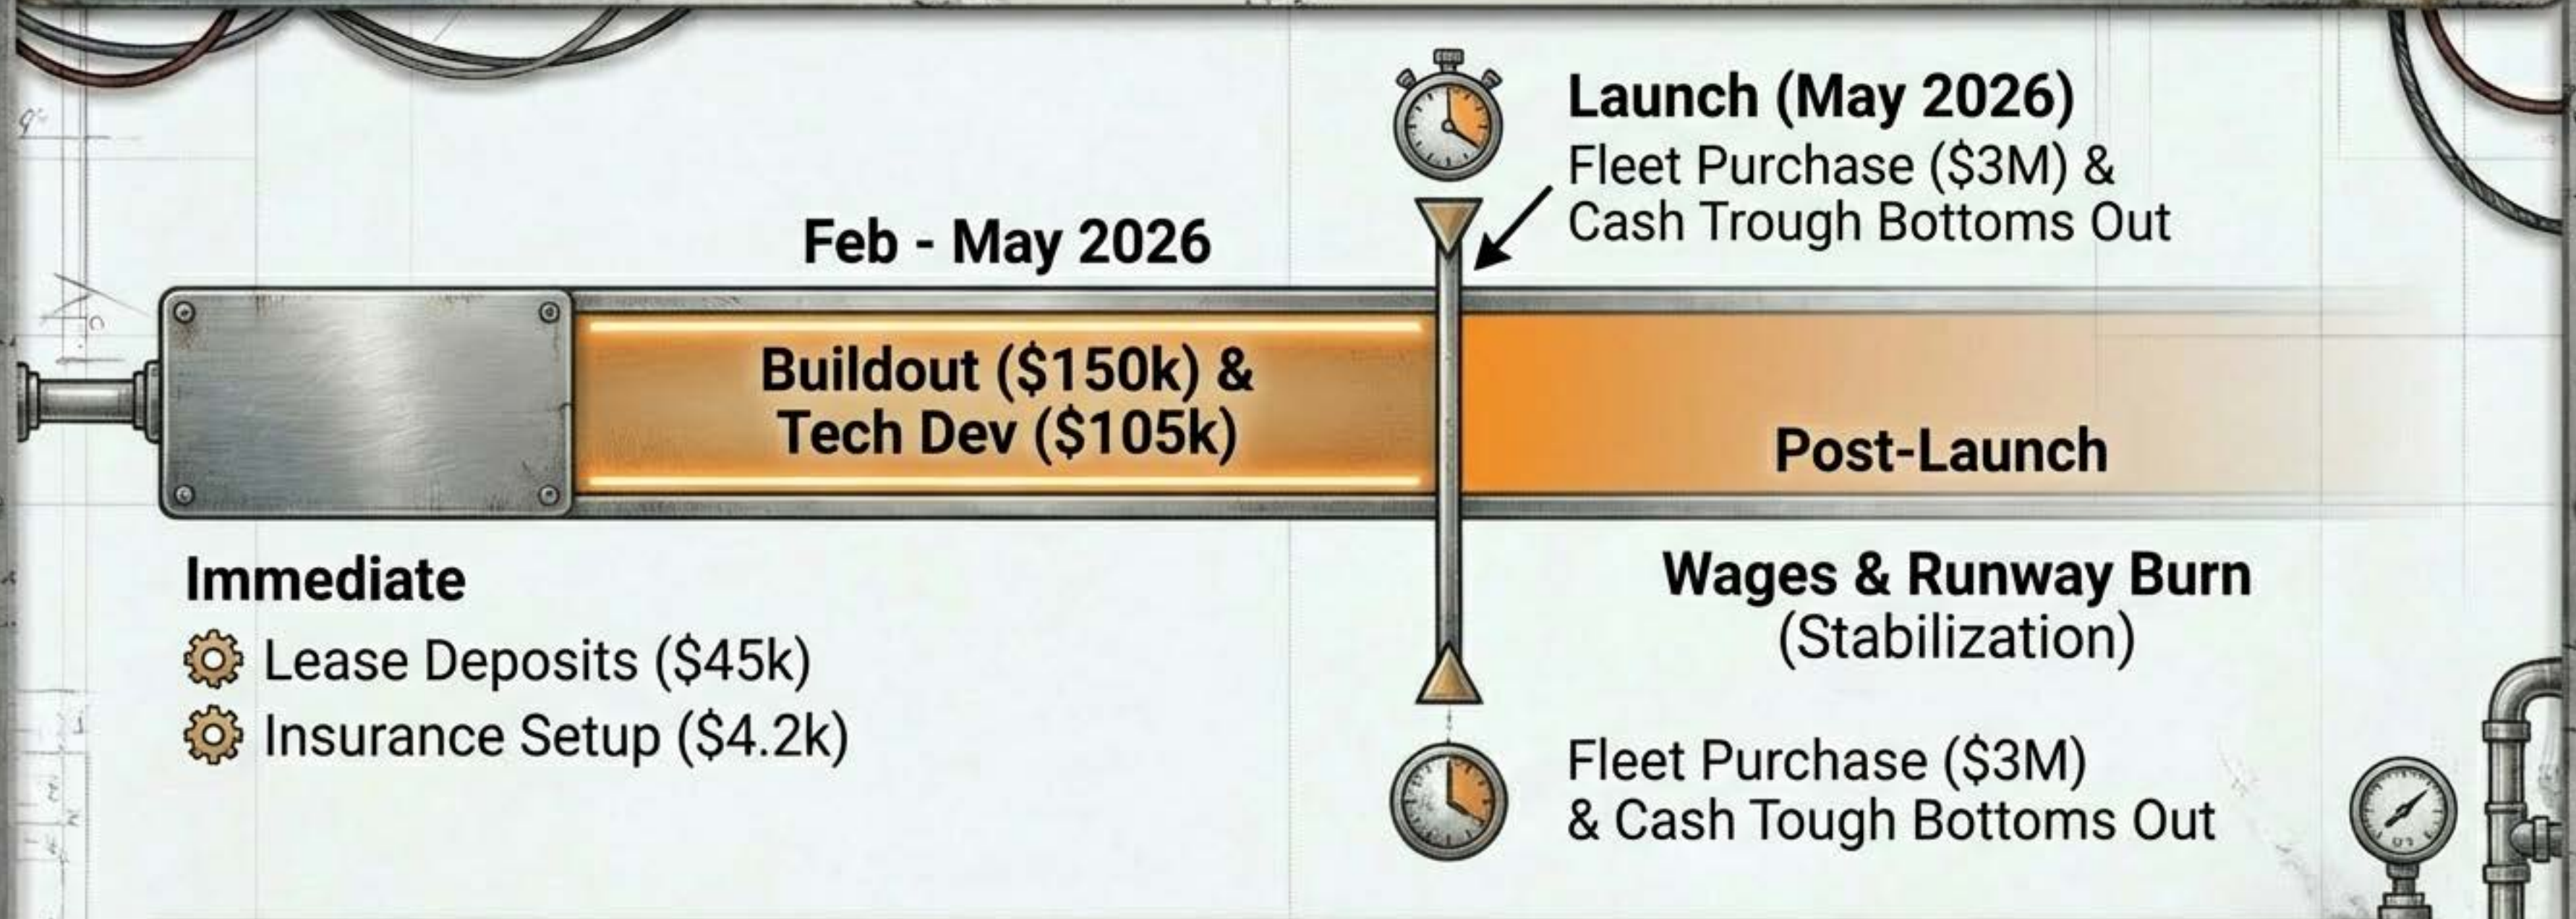 Launch (May 2026)
Fleet Purchase ($3M) &
Cash Trough Bottoms Out
Feb - May 2026
Buildout ($150k) &
Tech Dev ($105k)
Post-Launch
Immediate
Lease Deposits ($45k)
Insurance Setup ($4.2k)
Wages & Runway Burn
(Stabilization)
Fleet Purchase ($3M)
& Cash Tough Bottoms Out